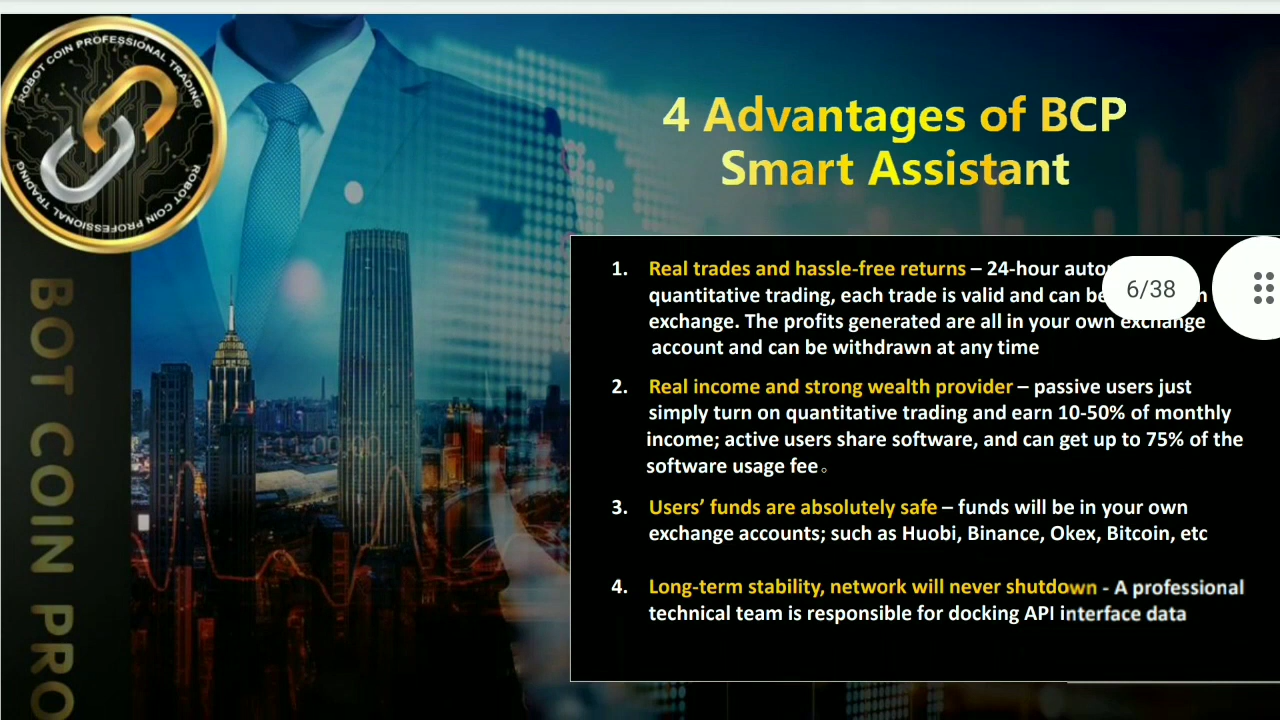 ROBOT COIN PROFESSIONAL TRADING
ROBOT COIN PROFESSIONAL TRADING
BOT COIN PRO
4 Advantages of BCP
Smart Assistant
1. Real trades and hassle-free returns – 24-hour
quantitative trading, each trade is valid and can be
exchange. The profits generated are all in your own exchange
account and can be withdrawn at any time
6/38
2. Real income and strong wealth provider – passive users just
simply turn on quantitative trading and earn 10-50% of monthly
income; active users share software, and can get up to 75% of the
software usage fee。
3. Users’ funds are absolutely safe – funds will be in your own
exchange accounts; such as Huobi, Binance, Okex, Bitcoin, etc
4. Long-term stability, network will never shutdown - A professional
technical team is responsible for docking API interface data